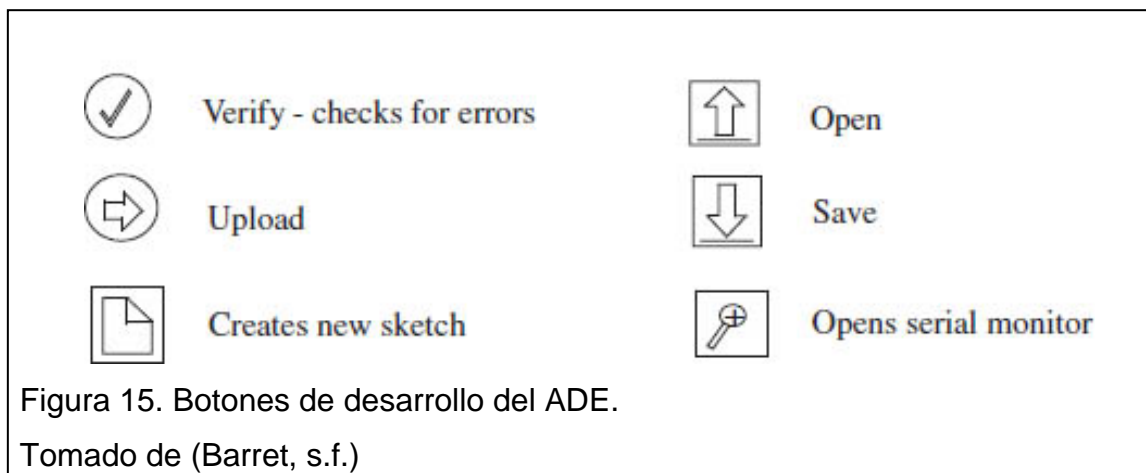 Verify - checks for errors
Upload
Creates new sketch
Open
Save
Opens serial monitor
Figura 15. Botones de desarrollo del ADE.
Tomado de (Barret, s.f.)